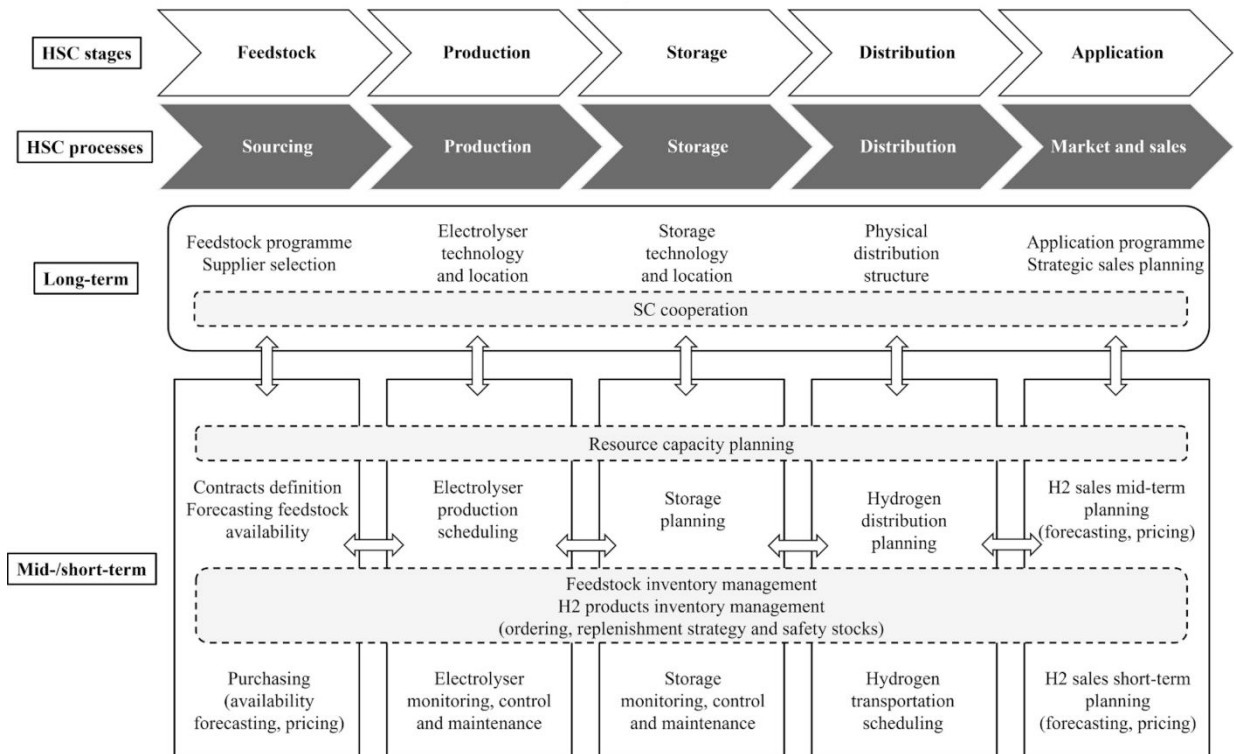 HSC stages
Feedstock
Production
Storage
Distribution
Application
HSC processes
Sourcing
Production
Storage
Distribution
Market and sales
Long-term
Feedstock programme
Supplier selection
Electrolyser
technology
and location
Storage
technology
and location
Physical
distribution
structure
Application programme
Strategic sales planning
SC cooperation
Mid-/short-term
Resource capacity planning
Contracts definition
Forecasting feedstock
availability
Electrolyser
production
scheduling
Storage
planning
Hydrogen
distribution
planning
H2 sales mid-term
planning
(forecasting, pricing)
Feedstock inventory management
H2 products inventory management
(ordering, replenishment strategy and safety stocks)
Purchasing
(availability
forecasting, pricing)
Electrolyser
monitoring, control
and maintenance
Storage
monitoring, control
and maintenance
Hydrogen
transportation
scheduling
H2 sales short-term
planning
(forecasting, pricing)